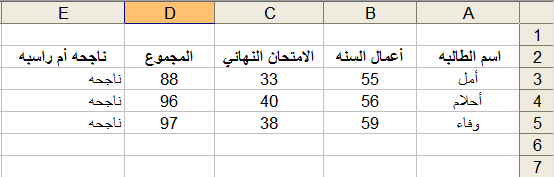 A B C D E
1
2 اسم الطالبه أعمال السنه الامتحان النهائي المجموع ناجحه أم راسبه
3 أمل 55 33 88 ناجحه
4 أحلام 56 40 96 ناجحه
5 وفاء 59 38 97 ناجحه
6
7